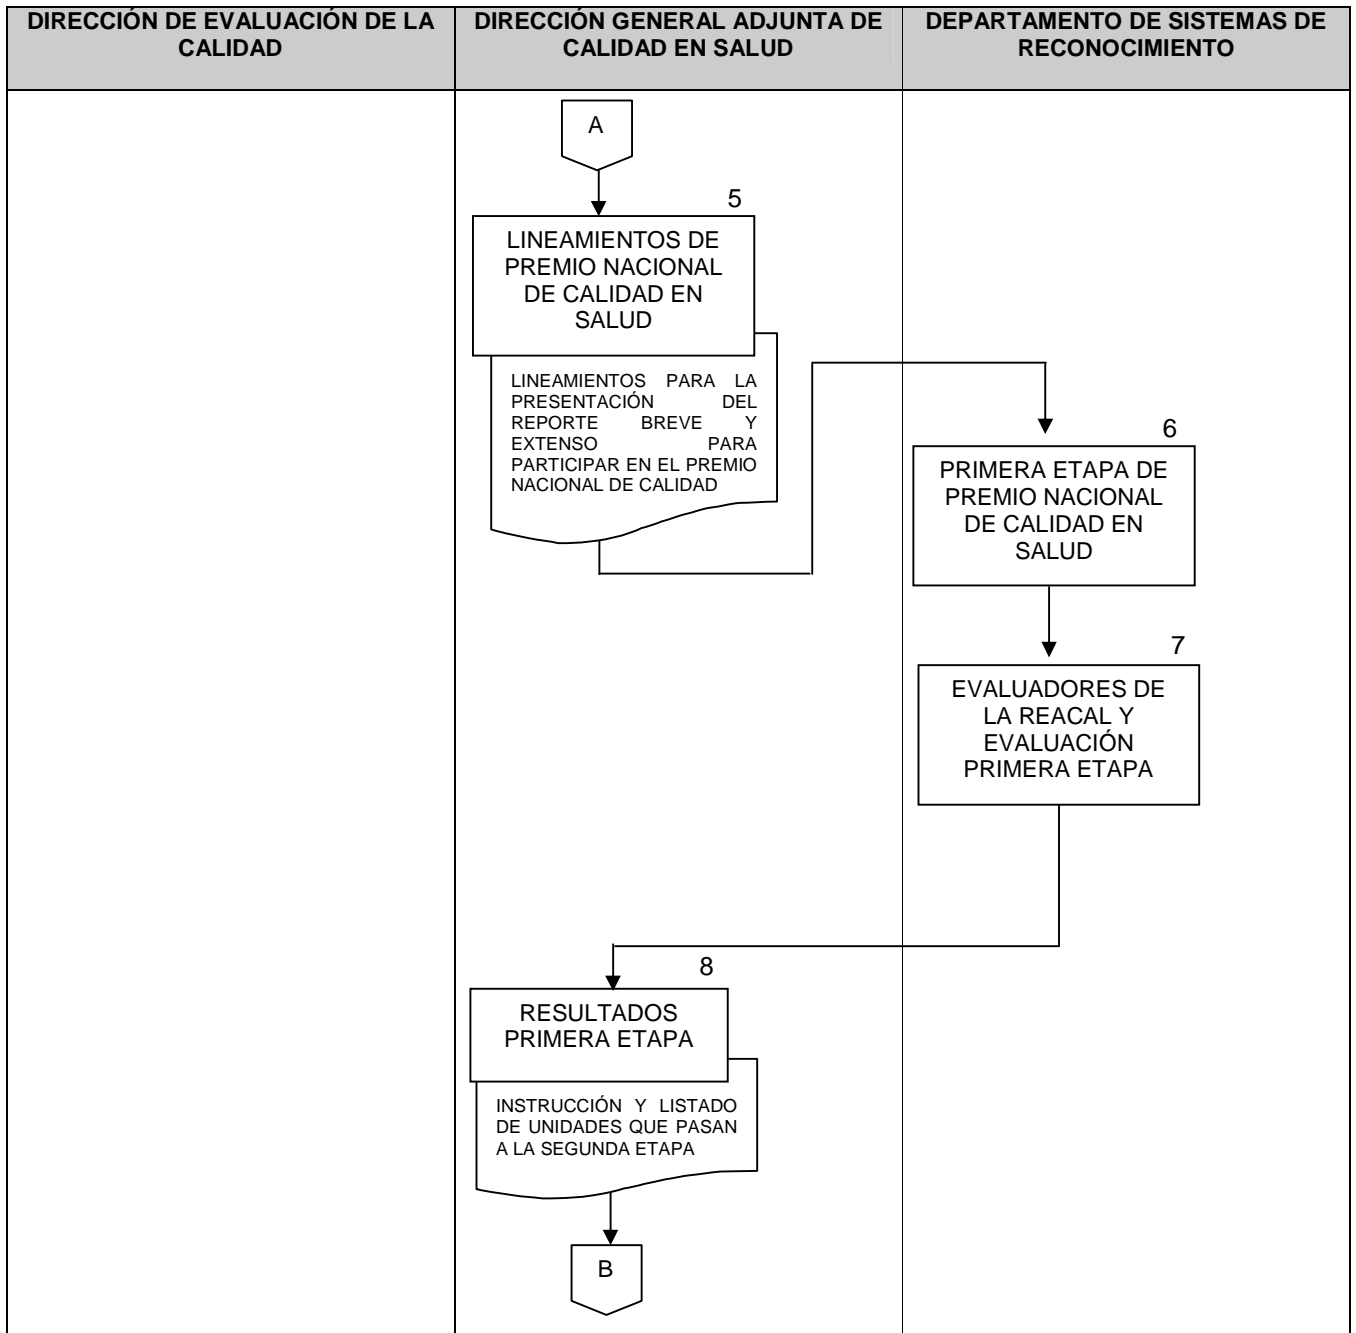 DIRECCIÓN DE EVALUACIÓN DE LA
CALIDAD
DIRECCIÓN GENERAL ADJUNTA DE
CALIDAD EN SALUD
DEPARTAMENTO DE SISTEMAS DE
RECONOCIMIENTO
A
5
LINEAMIENTOS DE
PREMIO NACIONAL
DE CALIDAD EN
SALUD
LINEAMIENTOS PARA LA
PRESENTACIÓN DEL
REPORTE BREVE Y
EXTENSO PARA
PARTICIPAR EN EL PREMIO
NACIONAL DE CALIDAD
6
PRIMERA ETAPA DE
PREMIO NACIONAL
DE CALIDAD EN
SALUD
7
EVALUADORES DE
LA REACAL Y
EVALUACIÓN
PRIMERA ETAPA
8
RESULTADOS
PRIMERA ETAPA
INSTRUCCIÓN Y LISTADO
DE UNIDADES QUE PASAN
A LA SEGUNDA ETAPA
B